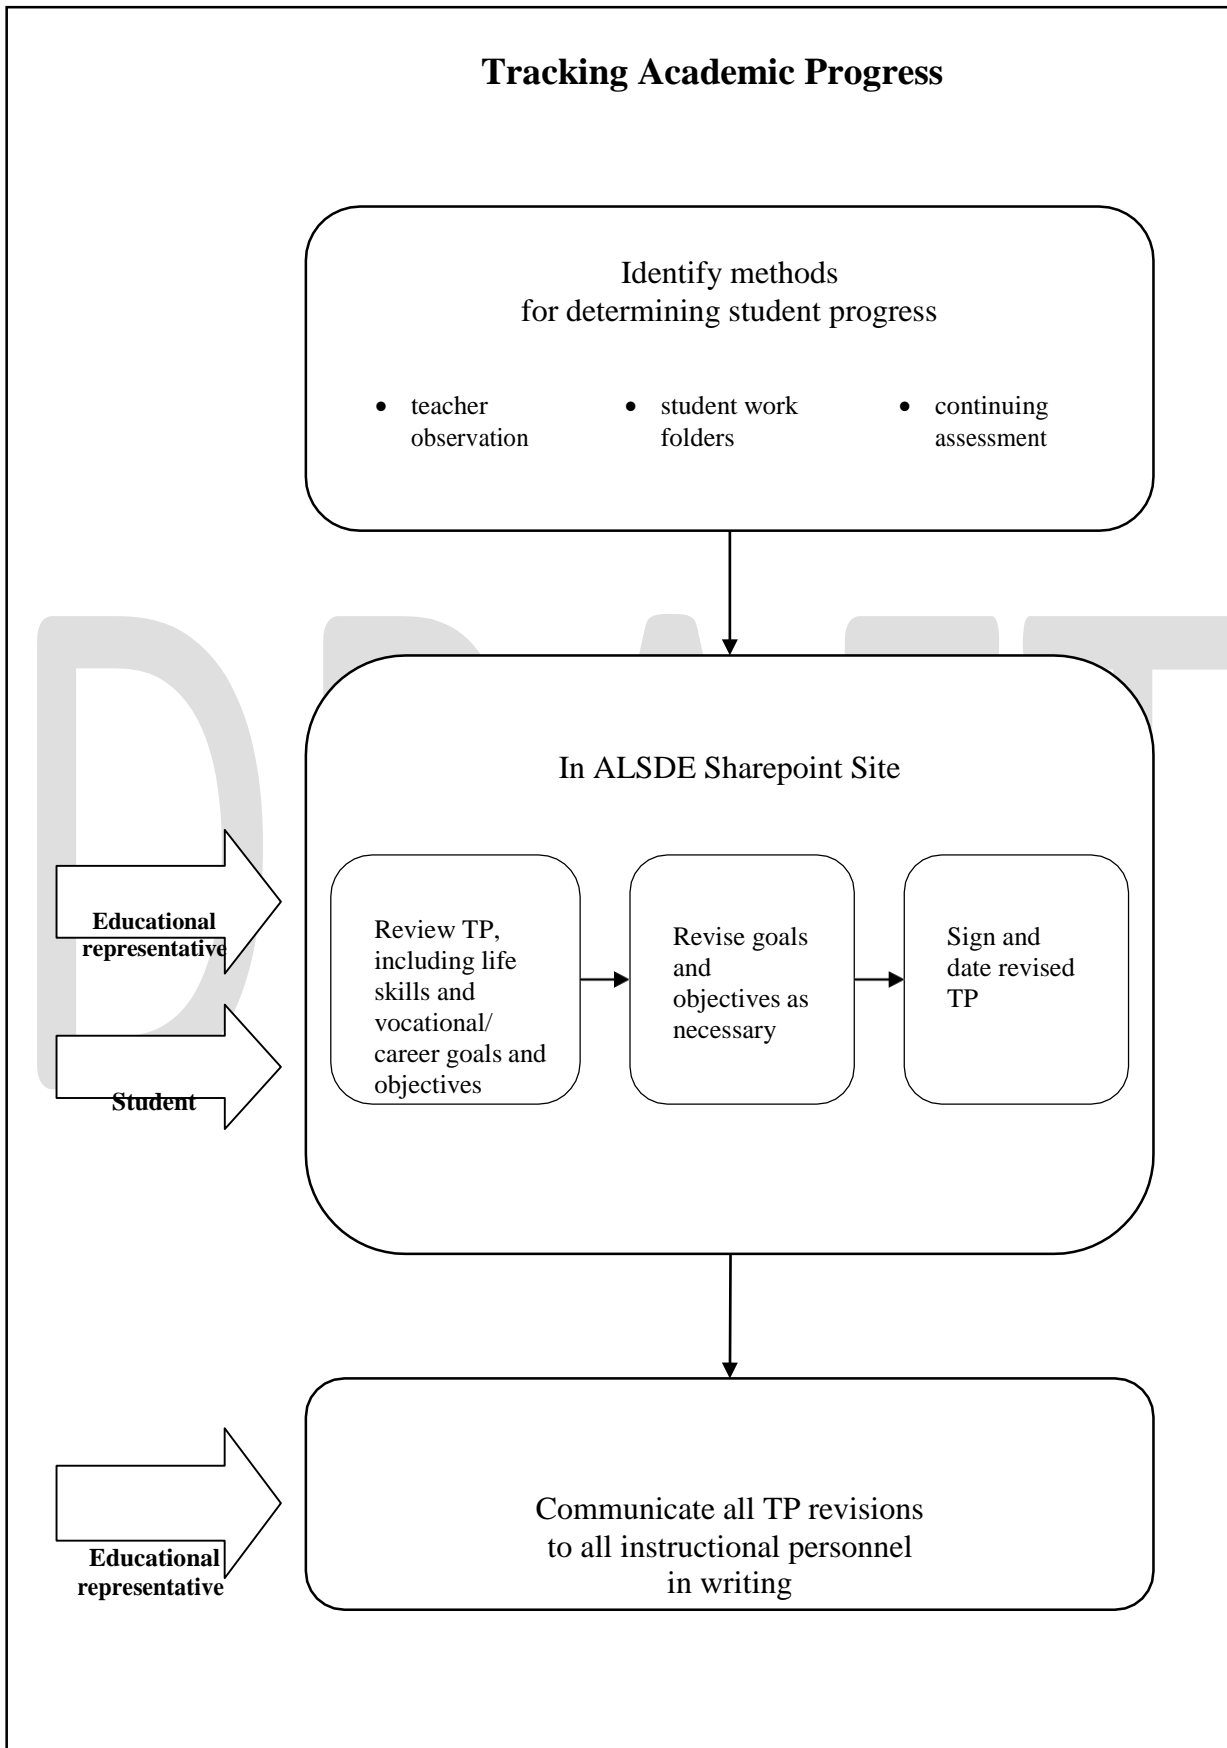 Tracking Academic Progress
Identify methods
for determining student progress
• teacher
observation
• student work
folders
• continuing
assessment
DRAFT
In ALSDE Sharepoint Site
Educational
representative
Student
Review TP,
including life
skills and
vocational/
career goals and
objectives
Revise goals
and
objectives as
necessary
Sign and
date revised
TP
Educational
representative
Communicate all TP revisions
to all instructional personnel
in writing